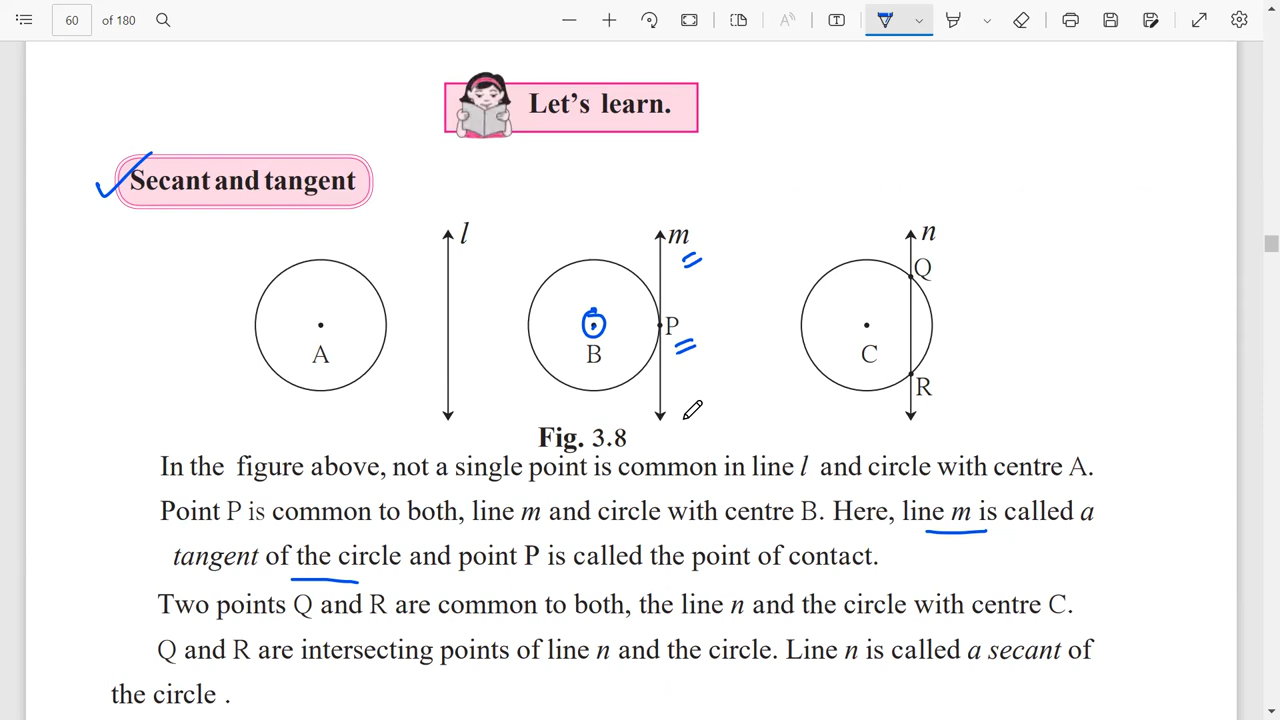 60 of 180
Let's learn.
Secant and tangent
l m n
Q
P
A B C
R
Fig. 3.8
In the figure above, not a single point is common in line l and circle with centre A.
Point P is common to both, line m and circle with centre B. Here, line m is called a
tangent of the circle and point P is called the point of contact.
Two points Q and R are common to both, the line n and the circle with centre C.
Q and R are intersecting points of line n and the circle. Line n is called a secant of
the circle .